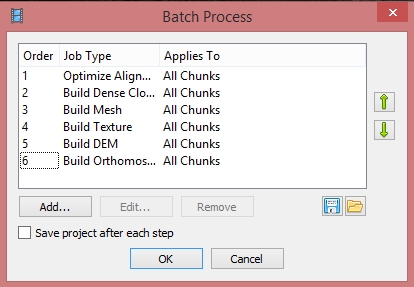 Batch Process
Order Job Type Applies To
1 Optimize Align... All Chunks
2 Build Dense Clo... All Chunks
3 Build Mesh All Chunks
4 Build Texture All Chunks
5 Build DEM All Chunks
6 Build Orthomos... All Chunks
Add... Edit... Remove
Save project after each step
OK Cancel